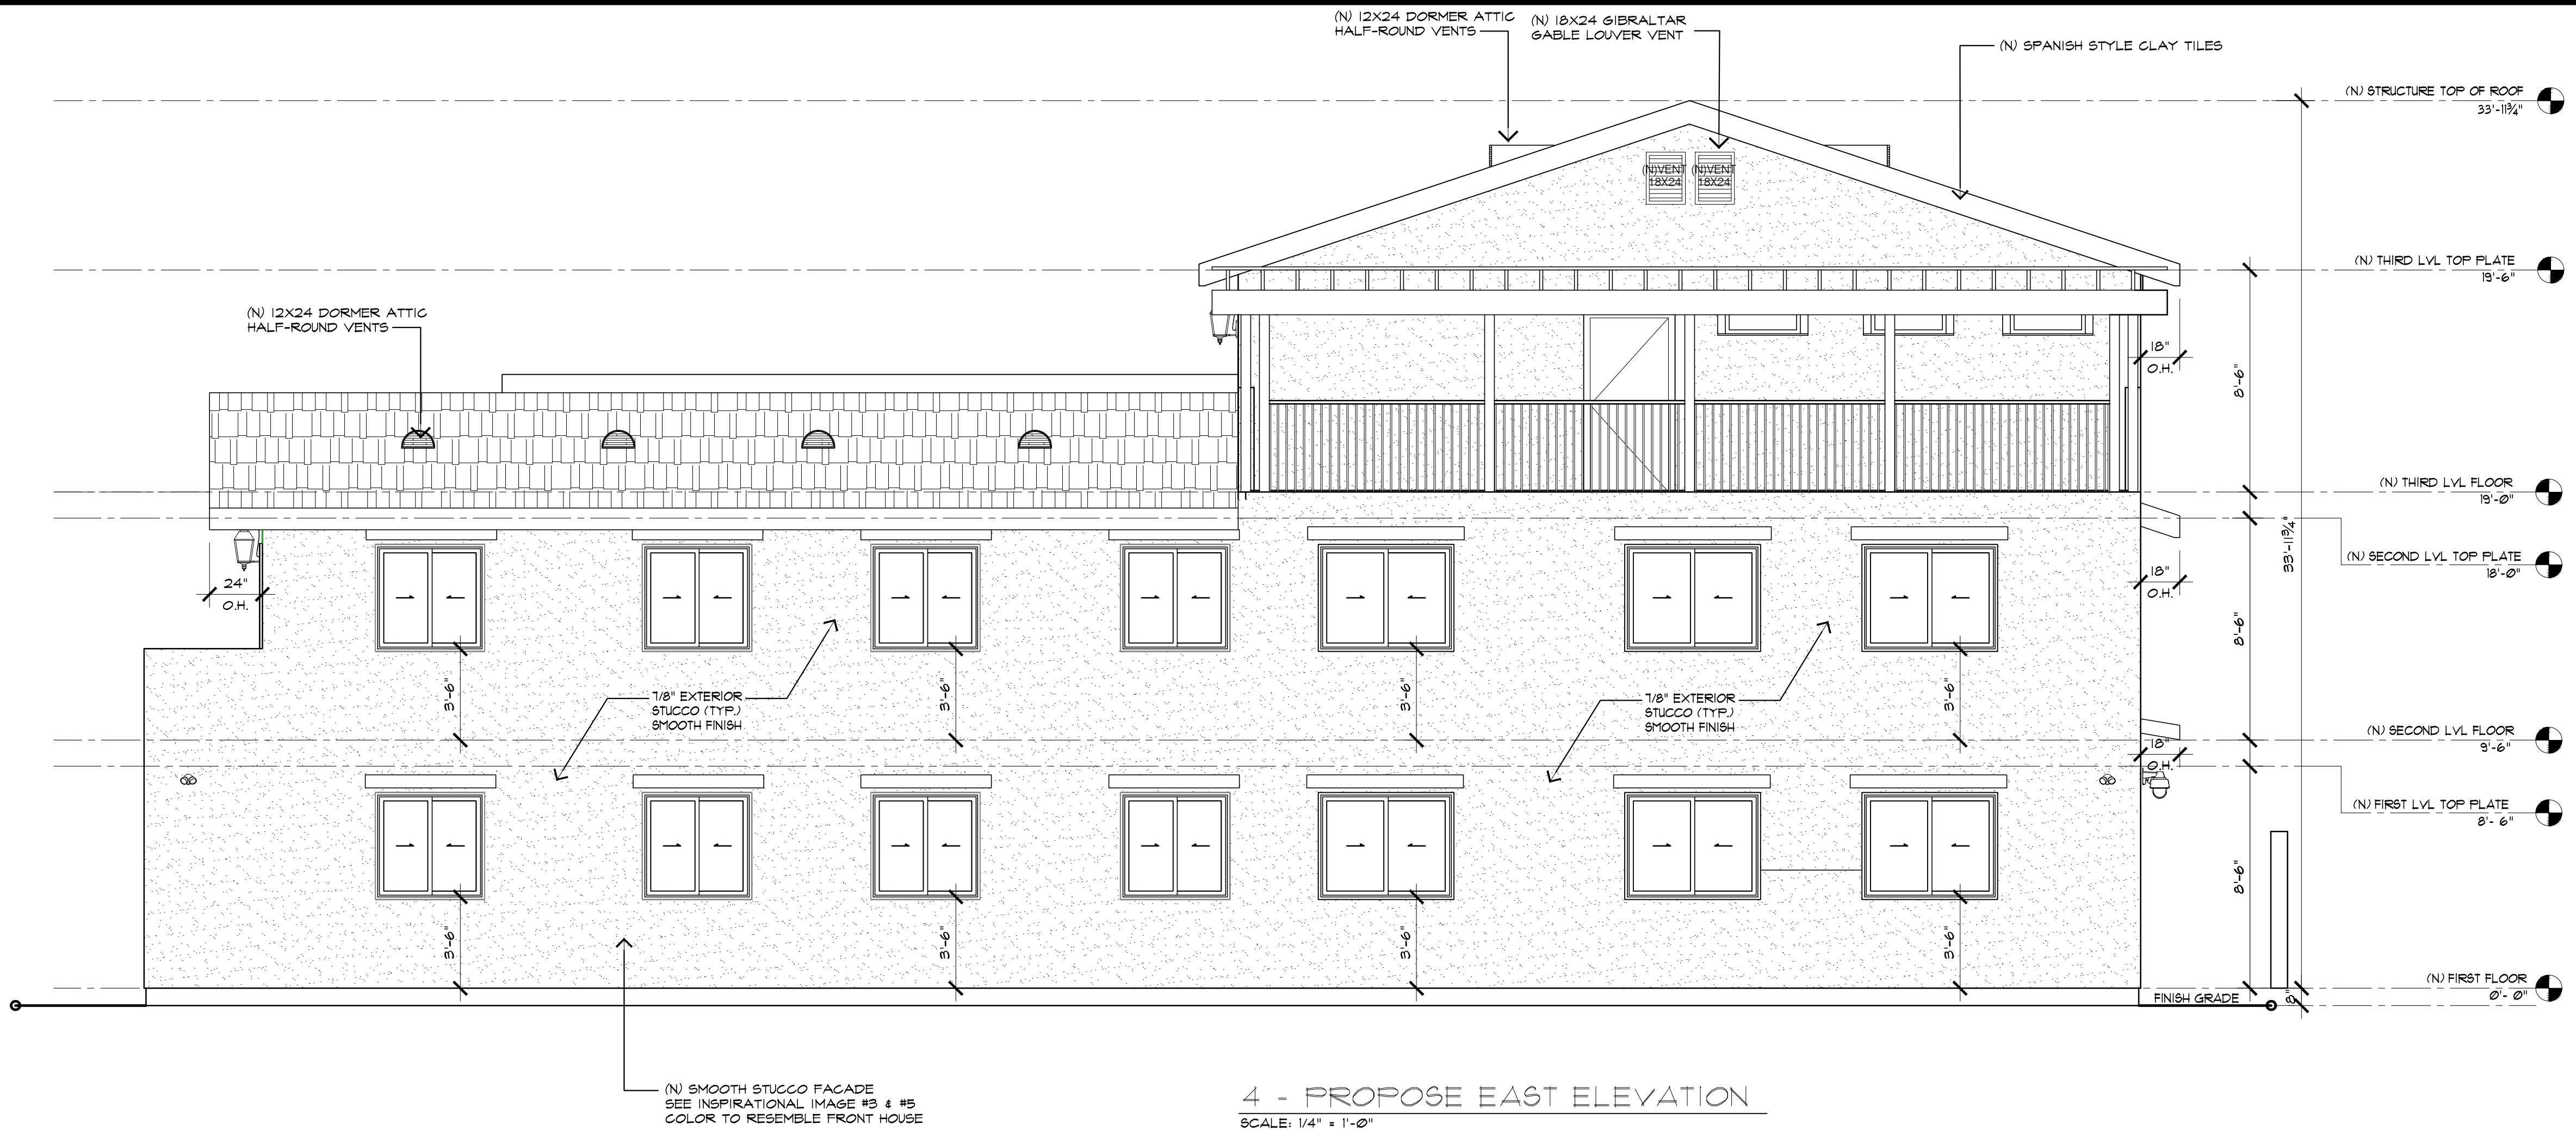 (N) 12X24 DORMER ATTIC
HALF-ROUND VENTS
(N) 18X24 GIBRALTAR
GABLE LOUVER VENT
(N) SPANISH STYLE CLAY TILES
(N) STRUCTURE TOP OF ROOF
33'-11¾"
(N)VENT
18X24
(N)VENT
18X24
(N) THIRD LVL TOP PLATE
19'-6"
(N) 12X24 DORMER ATTIC
HALF-ROUND VENTS
18"
O.H.
8'-6"
(N) THIRD LVL FLOOR
19'-0"
33'-11¾"
(N) SECOND LVL TOP PLATE
18'-0"
24"
O.H.
18"
O.H.
8'-6"
3'-6"
3'-6"
3'-6"
3'-6"
7/8" EXTERIOR
STUCCO (TYP.)
SMOOTH FINISH
7/8" EXTERIOR
STUCCO (TYP.)
SMOOTH FINISH
(N) SECOND LVL FLOOR
9'-6"
18"
O.H.
(N) FIRST LVL TOP PLATE
8'- 6"
8'-6"
3'-6"
3'-6"
3'-6"
3'-6"
(N) FIRST FLOOR
0'- 0"
FINISH GRADE
8"
(N) SMOOTH STUCCO FACADE
SEE INSPIRATIONAL IMAGE #3 & #5
COLOR TO RESEMBLE FRONT HOUSE
4 - PROPOSE EAST ELEVATION
SCALE: 1/4" = 1'-0"